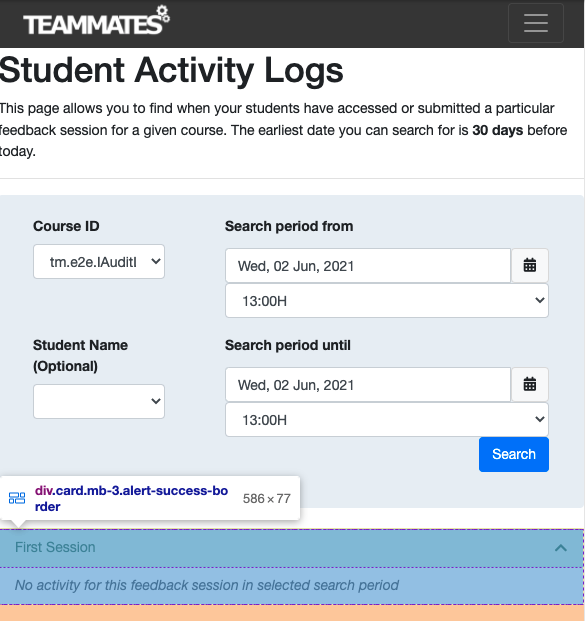 TEAMMATES
Student Activity Logs
This page allows you to find when your students have accessed or submitted a particular
feedback session for a given course. The earliest date you can search for is 30 days before
today.
Course ID
Search period from
tm.e2e.IAuditI
Wed, 02 Jun, 2021
13:00H
Student Name
(Optional)
Search period until
Wed, 02 Jun, 2021
13:00H
Search
div.card.mb-3.alert-success-bo
rder
586 × 77
First Session
No activity for this feedback session in selected search period